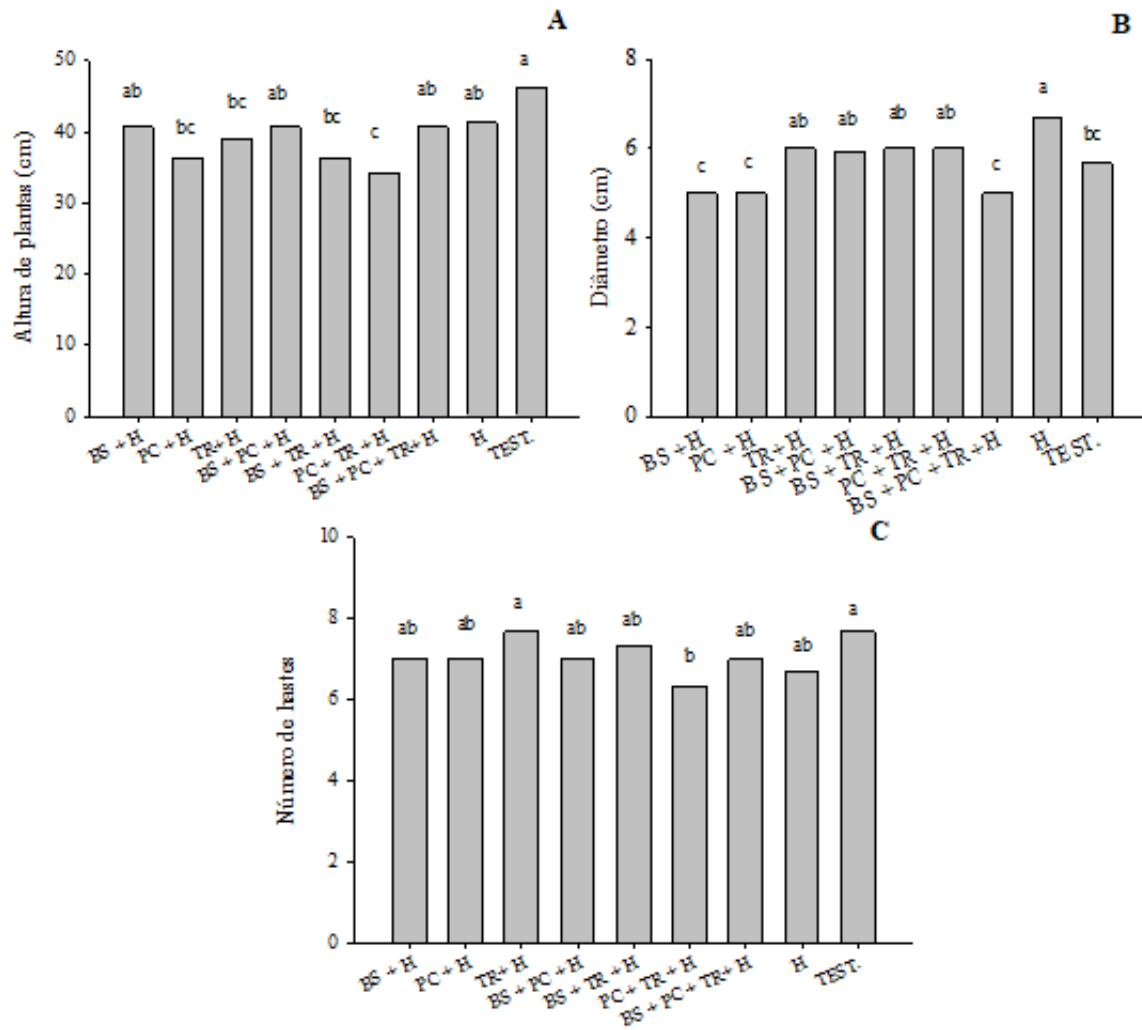 A
Altura de plantas (cm)
50
40
30
20
10
0
ab
bc
bc
ab
bc
c
ab
ab
a
BS + H
PC + H
TR+ H
BS + PC + H
BS + TR + H
PC+ TR + H
BS + PC + TR+ H
H
TEST.
B
Diâmetro (cm)
8
6
4
2
0
c
c
ab
ab
ab
ab
c
a
bc
BS + H
PC + H
TR+ H
BS + PC + H
BS + TR + H
PC + TR + H
BS + PC + TR + H
H
TEST.
C
Número de hastes
10
8
6
4
2
0
ab
ab
a
ab
ab
b
ab
ab
a
BS + H
PC + H
TR+ H
BS + PC + H
BS + TR + H
PC+ TR + H
BS + PC + TR+ H
H
TEST.